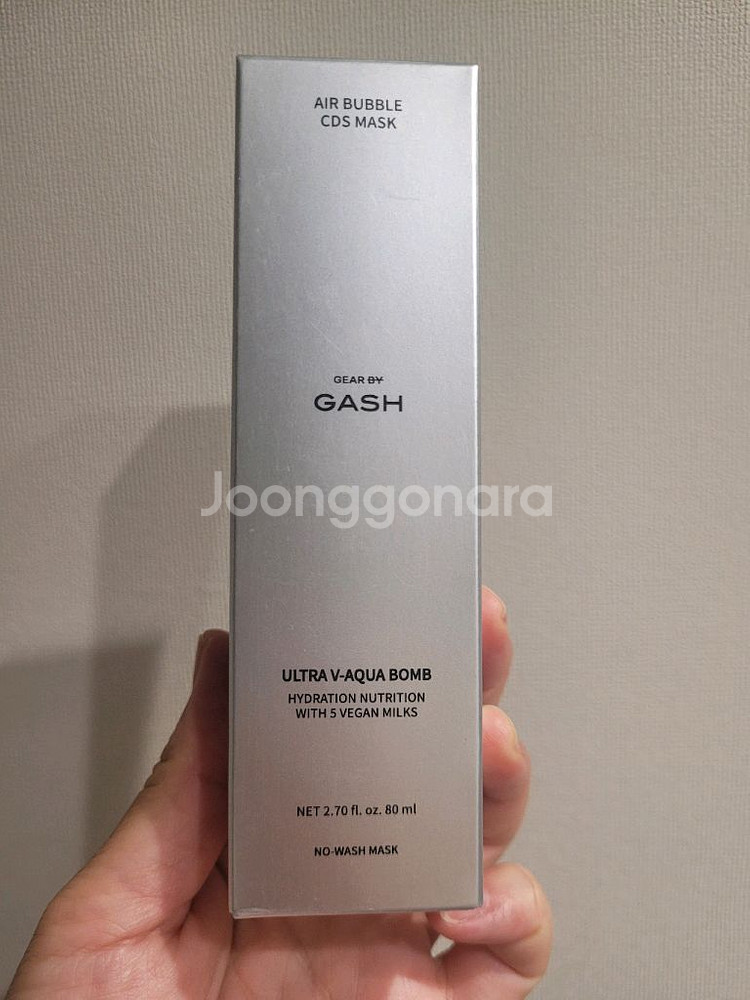 AIR BUBBLE
CDS MASK
GEAR BY
GASH
Joonggonara
ULTRA V-AQUA BOMB
HYDRATION NUTRITION
WITH 5 VEGAN MILKS
NET 2.70 fl. oz. 80 ml
NO-WASH MASK